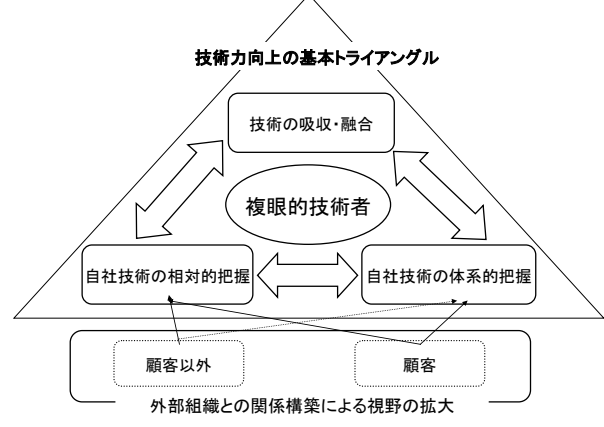 技術力向上の基本トライアングル
技術の吸収・融合
複眼的技術者
自社技術の相対的把握
自社技術の体系的把握
顧客以外
顧客
外部組織との関係構築による視野の拡大